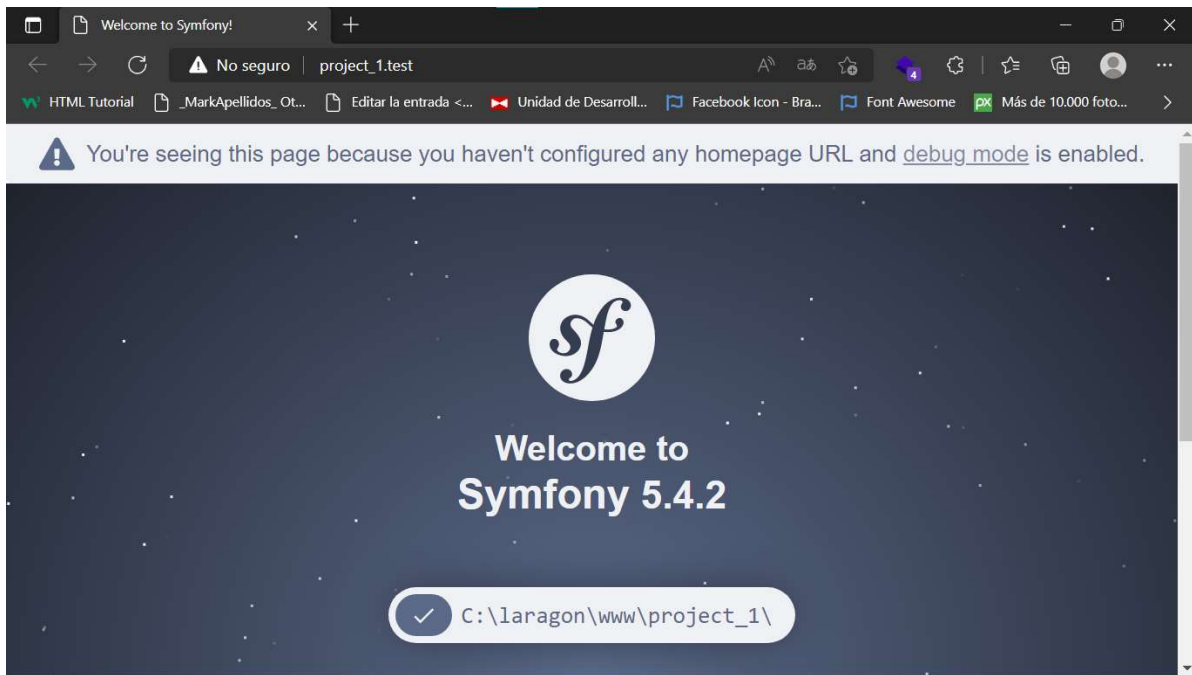 Welcome to Symfony!
No seguro | project_1.test
4
HTML Tutorial _MarkApellidos_ Ot... Editar la entrada <... Unidad de Desarroll... Facebook Icon - Bra... Font Awesome px Más de 10.000 foto...
You're seeing this page because you haven't configured any homepage URL and debug mode is enabled.
sf
Welcome to
Symfony 5.4.2
C:\laragon\www\project_1\